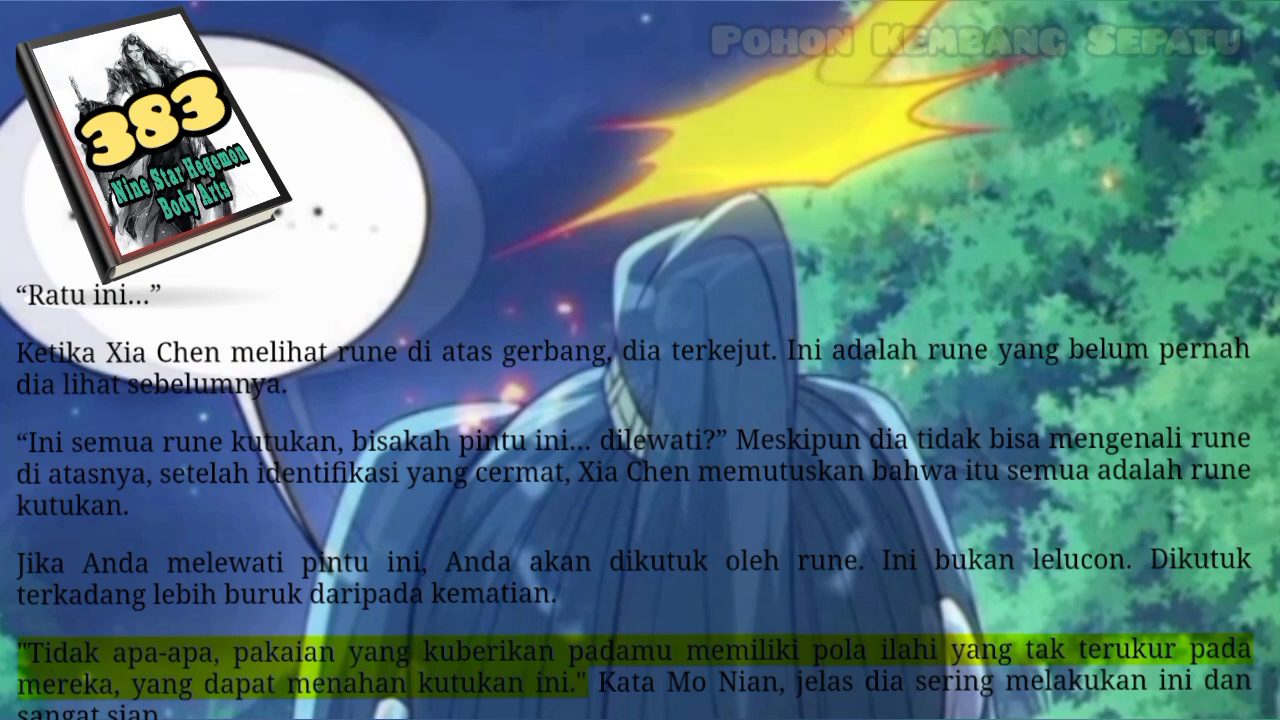 Pohon Kembang Sepatu
383
Nine Star Hegemon
Body Arts
“Ratu ini...”
Ketika Xia Chen melihat rune di atas gerbang, dia terkejut. Ini adalah rune yang belum pernah
dia lihat sebelumnya.
“Ini semua rune kutukan, bisakah pintu ini... dilewati?” Meskipun dia tidak bisa mengenali rune
di atasnya, setelah identifikasi yang cermat, Xia Chen memutuskan bahwa itu semua adalah rune
kutukan.
Jika Anda melewati pintu ini, Anda akan dikutuk oleh rune. Ini bukan lelucon. Dikutuk
terkadang lebih buruk daripada kematian.
"Tidak apa-apa, pakaian yang kuberikan padamu memiliki pola ilahi yang tak terukur pada
mereka, yang dapat menahan kutukan ini." Kata Mo Nian, jelas dia sering melakukan ini dan
sangat siap.